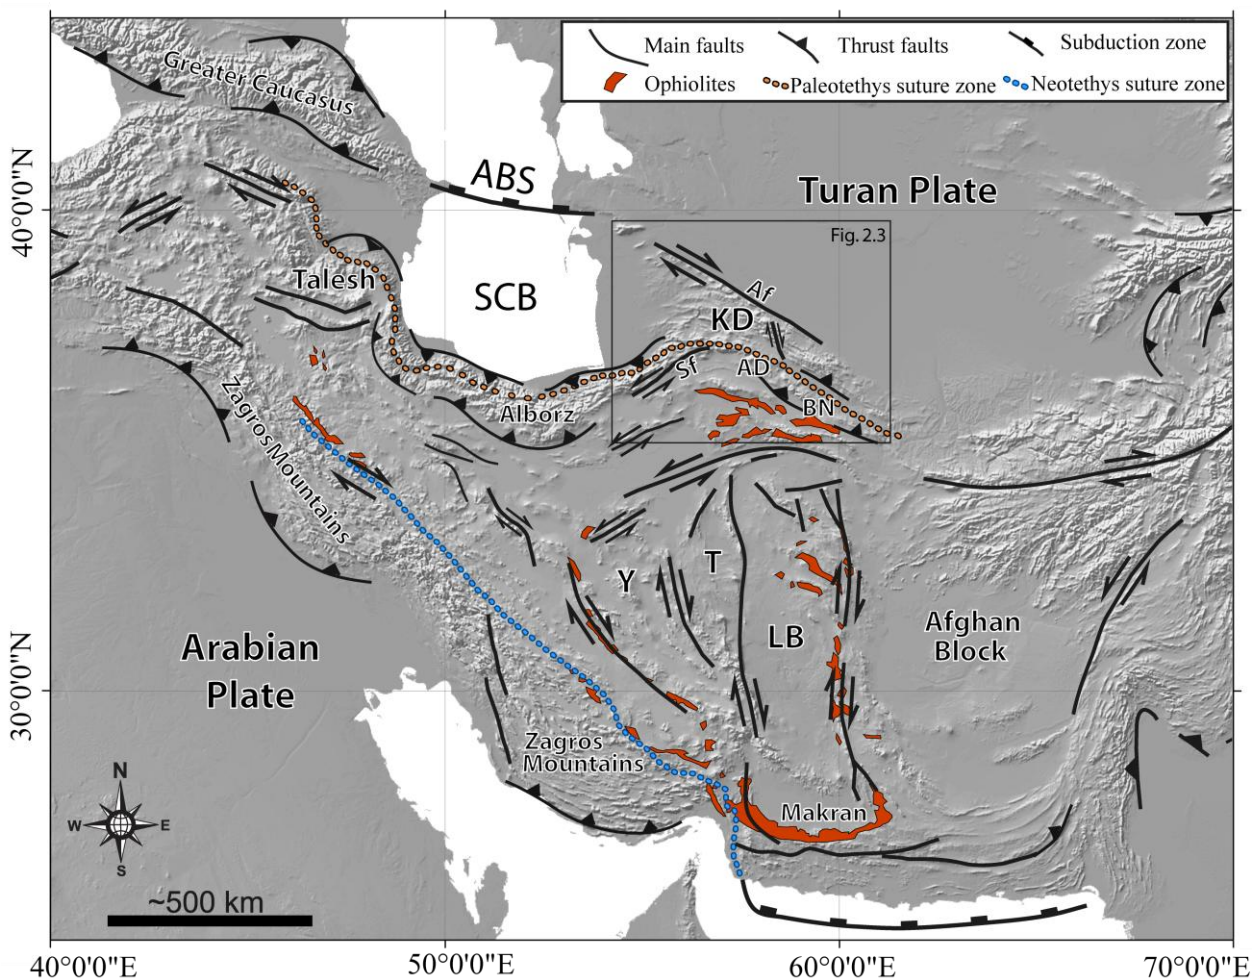 Main faults
Thrust faults
Subduction zone
Ophiolites
Paleotethys suture zone
Neotethys suture zone
Greater Caucasus
ABS
Turan Plate
40°0'0"N
Fig. 2.3
Talesh
SCB
Af
KD
Sf
AD
BN
Alborz
Zagros Mountains
Y
T
LB
Afghan
Block
Arabian
Plate
30°0'0"N
Zagros
Mountains
Makran
N
W
E
S
~500 km
40°0'0"E
50°0'0"E
60°0'0"E
70°0'0"E